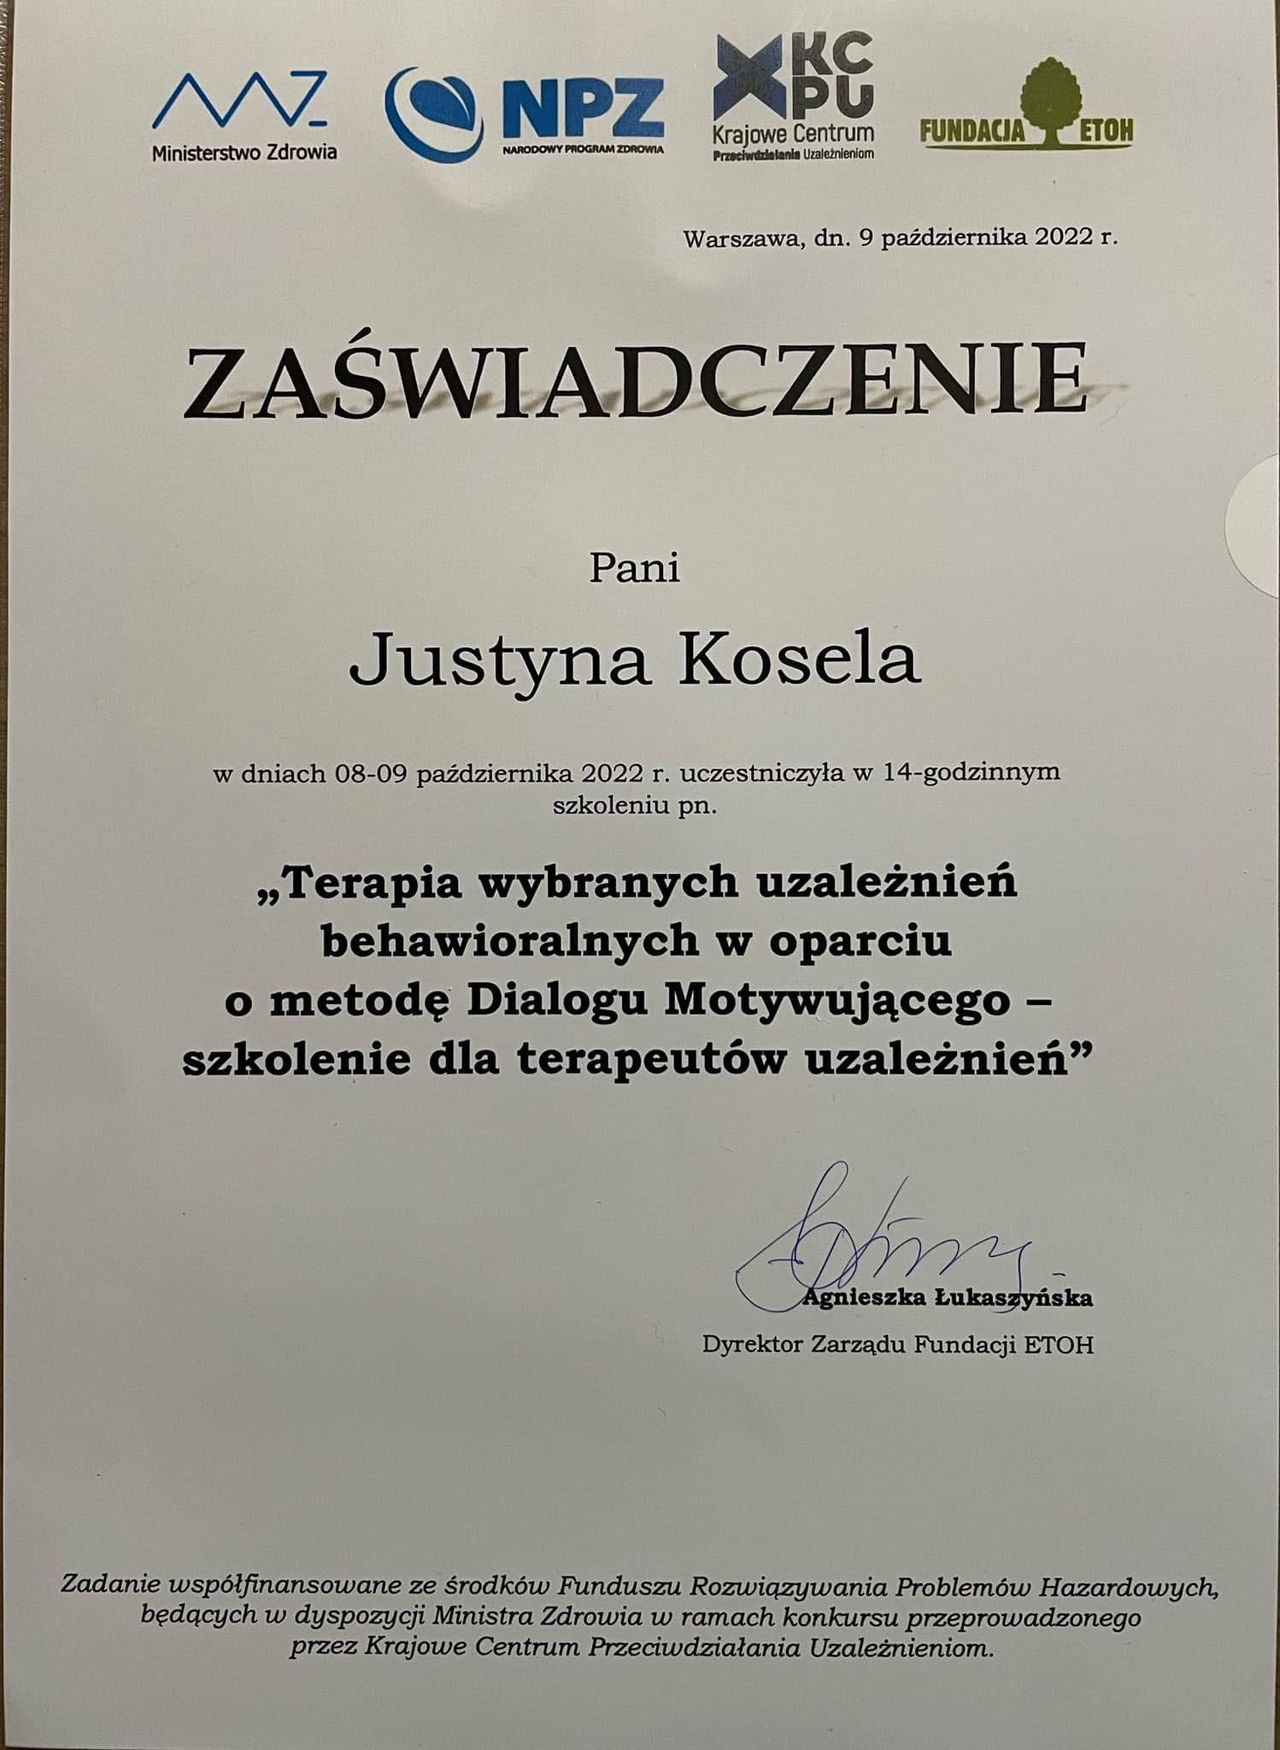 Ministerstwo Zdrowia
NPZ
NARODOWY PROGRAM ZDROWIA
KC
PU
Krajowe Centrum
Przeciwdziałania Uzależnieniom
FUNDACJA ETOH
Warszawa, dn. 9 października 2022 r.
ZAŚWIADCZENIE
Pani
Justyna Kosela
w dniach 08-09 października 2022 r. uczestniczyła w 14-godzinnym
szkoleniu pn.
„Terapia wybranych uzależnień
behawioralnych w oparciu
o metodę Dialogu Motywującego –
szkolenie dla terapeutów uzależnień”
Agnieszka Łukaszyńska
Dyrektor Zarządu Fundacji ETOH
Zadanie współfinansowane ze środków Funduszu Rozwiązywania Problemów Hazardowych,
będących w dyspozycji Ministra Zdrowia w ramach konkursu przeprowadzonego
przez Krajowe Centrum Przeciwdziałania Uzależnieniom.